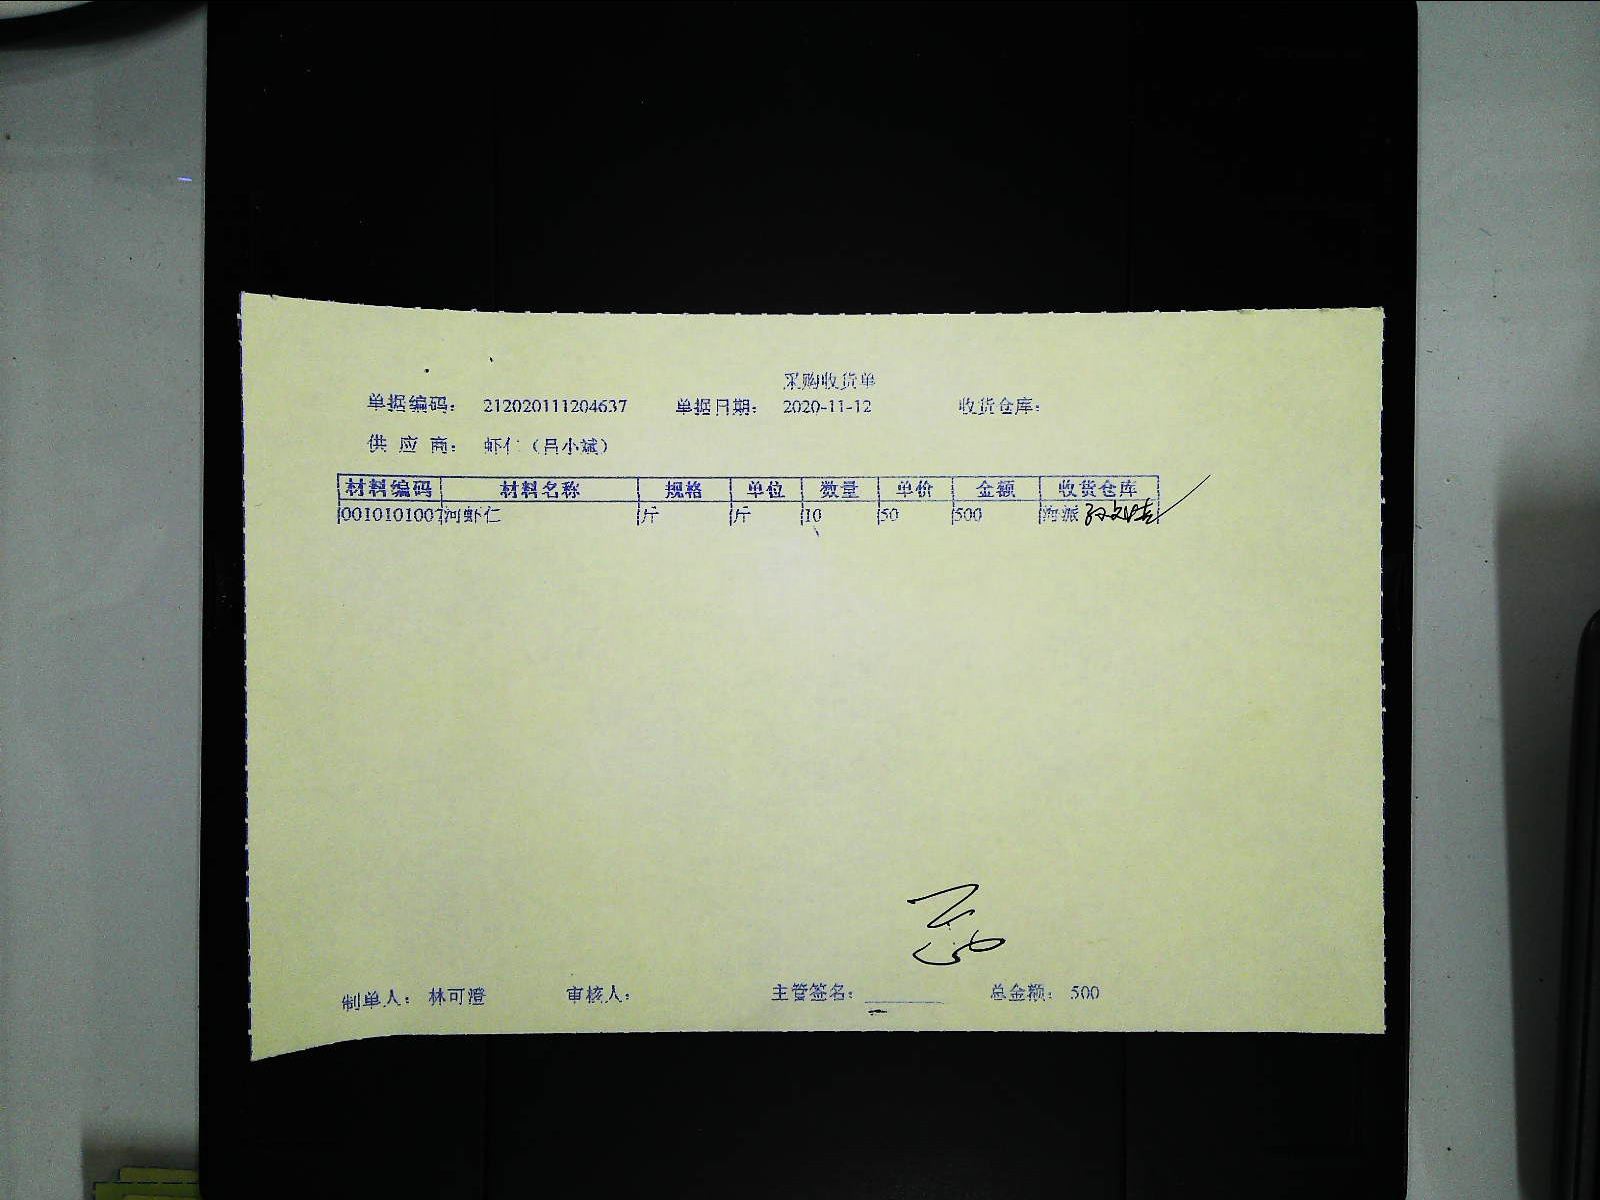 采购收货单
单据编码： 212020111204637 单据日期： 2020-11-12 收货仓库：
供应商： 虾仁（吕小斌）
材料编码 材料名称 规格 单位 数量 单价 金额 收货仓库
0010101007 河虾仁 斤 斤 10 50 500 海派
制单人： 林可澄 审核人： 主管签名： 总金额： 500